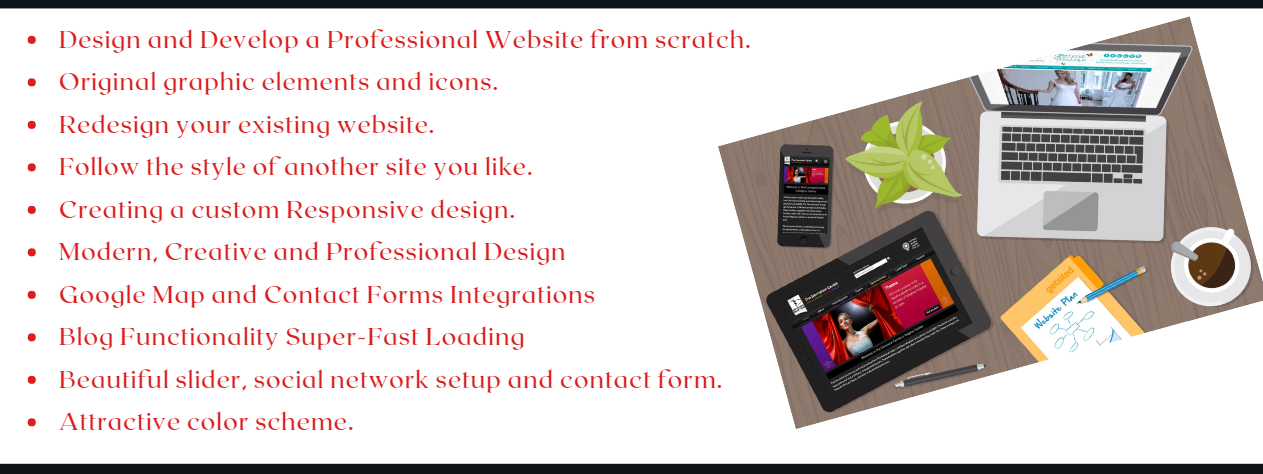 Design and Develop a Professional Website from scratch.
Original graphic elements and icons.
Redesign your existing website.
Follow the style of another site you like.
Creating a custom Responsive design.
Modern, Creative and Professional Design
Google Map and Contact Forms Integrations
Blog Functionality Super-Fast Loading
Beautiful slider, social network setup and contact form.
Attractive color scheme.
getsited
Website Plan
Theatre